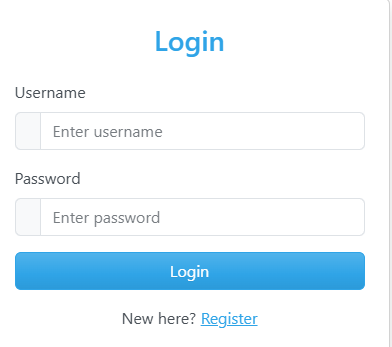 Login
Username
Enter username
Password
Enter password
Login
New here? Register